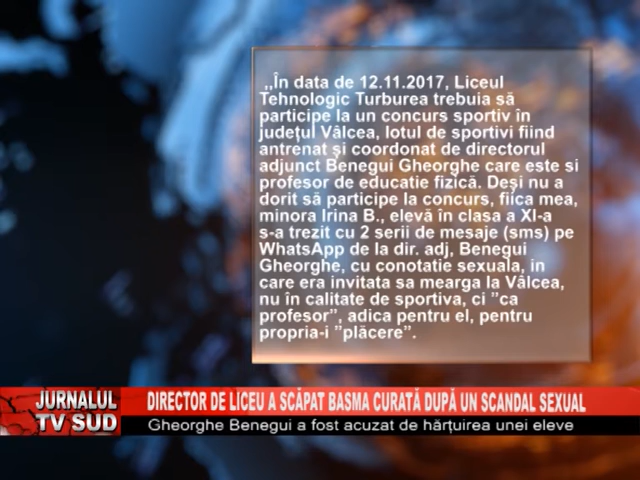 ,,În data de 12.11.2017, Liceul
Tehnologic Turburea trebuia să
participe la un concurs sportiv în
județul Vâlcea, lotul de sportivi fiind
antrenat și coordonat de directorul
adjunct Benegui Gheorghe care este si
profesor de educatie fizică. Deși nu a
dorit să participe la concurs, fiica mea,
minora Irina B., elevă în clasa a XI-a
s-a trezit cu 2 serii de mesaje (sms) pe
WhatsApp de la dir. adj, Benegui
Gheorghe, cu conotatie sexuala, in
care era invitata sa mearga la Vâlcea,
nu în calitate de sportiva, ci ”ca
profesor”, adica pentru el, pentru
propria-i ”plăcere”.
JURNALUL
TV SUD
DIRECTOR DE LICEU A SCĂPAT BASMA CURATĂ DUPĂ UN SCANDAL SEXUAL
Gheorghe Benegui a fost acuzat de hărțuirea unei eleve